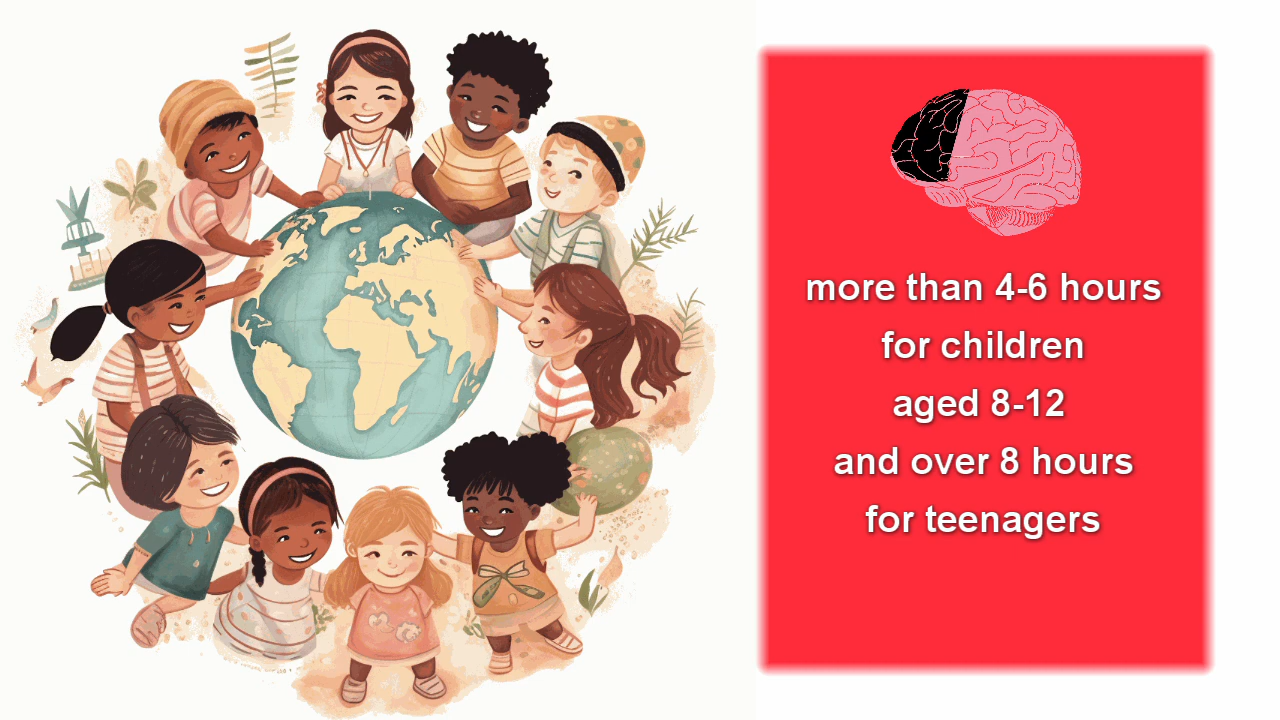 more than 4-6 hours
for children
aged 8-12
and over 8 hours
for teenagers